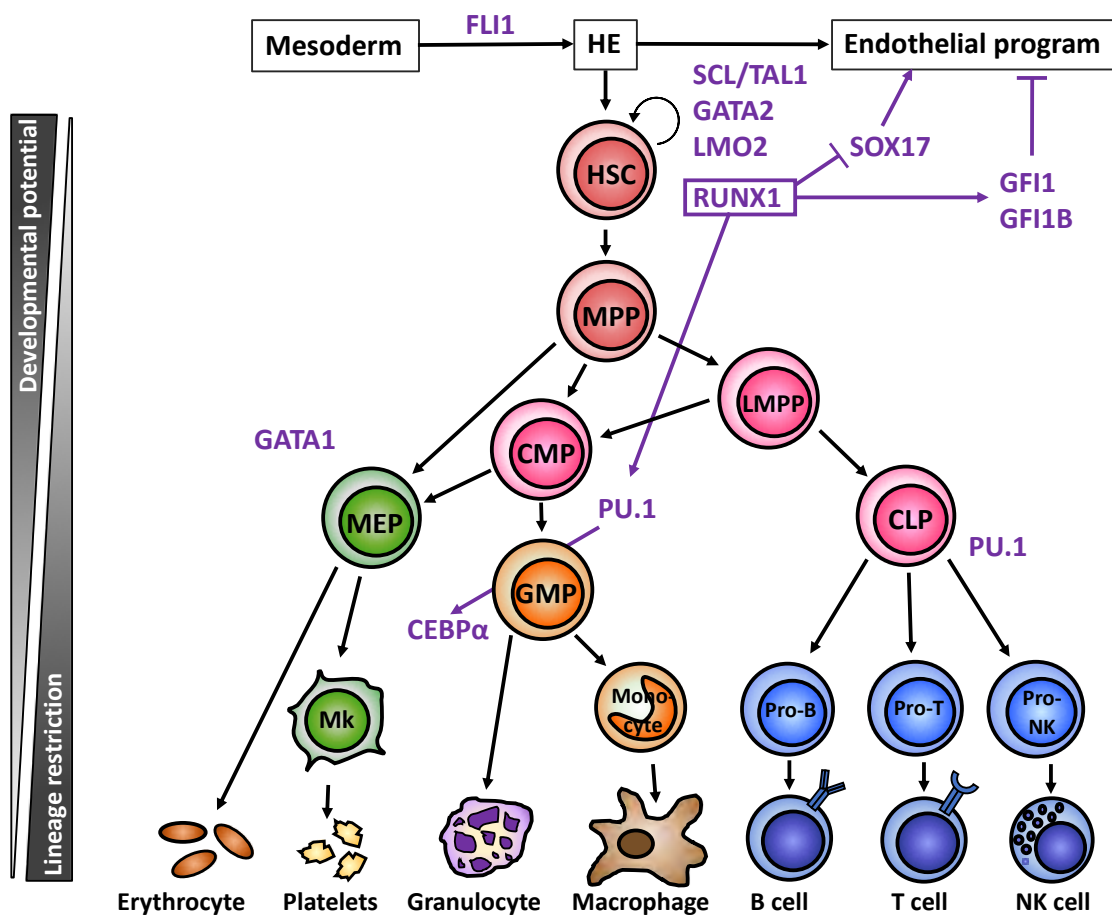 FLI1
Mesoderm
HE
Endothelial program
SCL/TAL1
GATA2
LMO2
SOX17
HSC
RUNX1
GFI1
GFI1B
Developmental potential
Lineage restriction
MPP
LMPP
GATA1
CMP
MEP
PU.1
CLP
PU.1
GMP
CEBPα
Mk
Mono-
cyte
Pro-B
Pro-T
Pro-
NK
Erythrocyte
Platelets
Granulocyte
Macrophage
B cell
T cell
NK cell